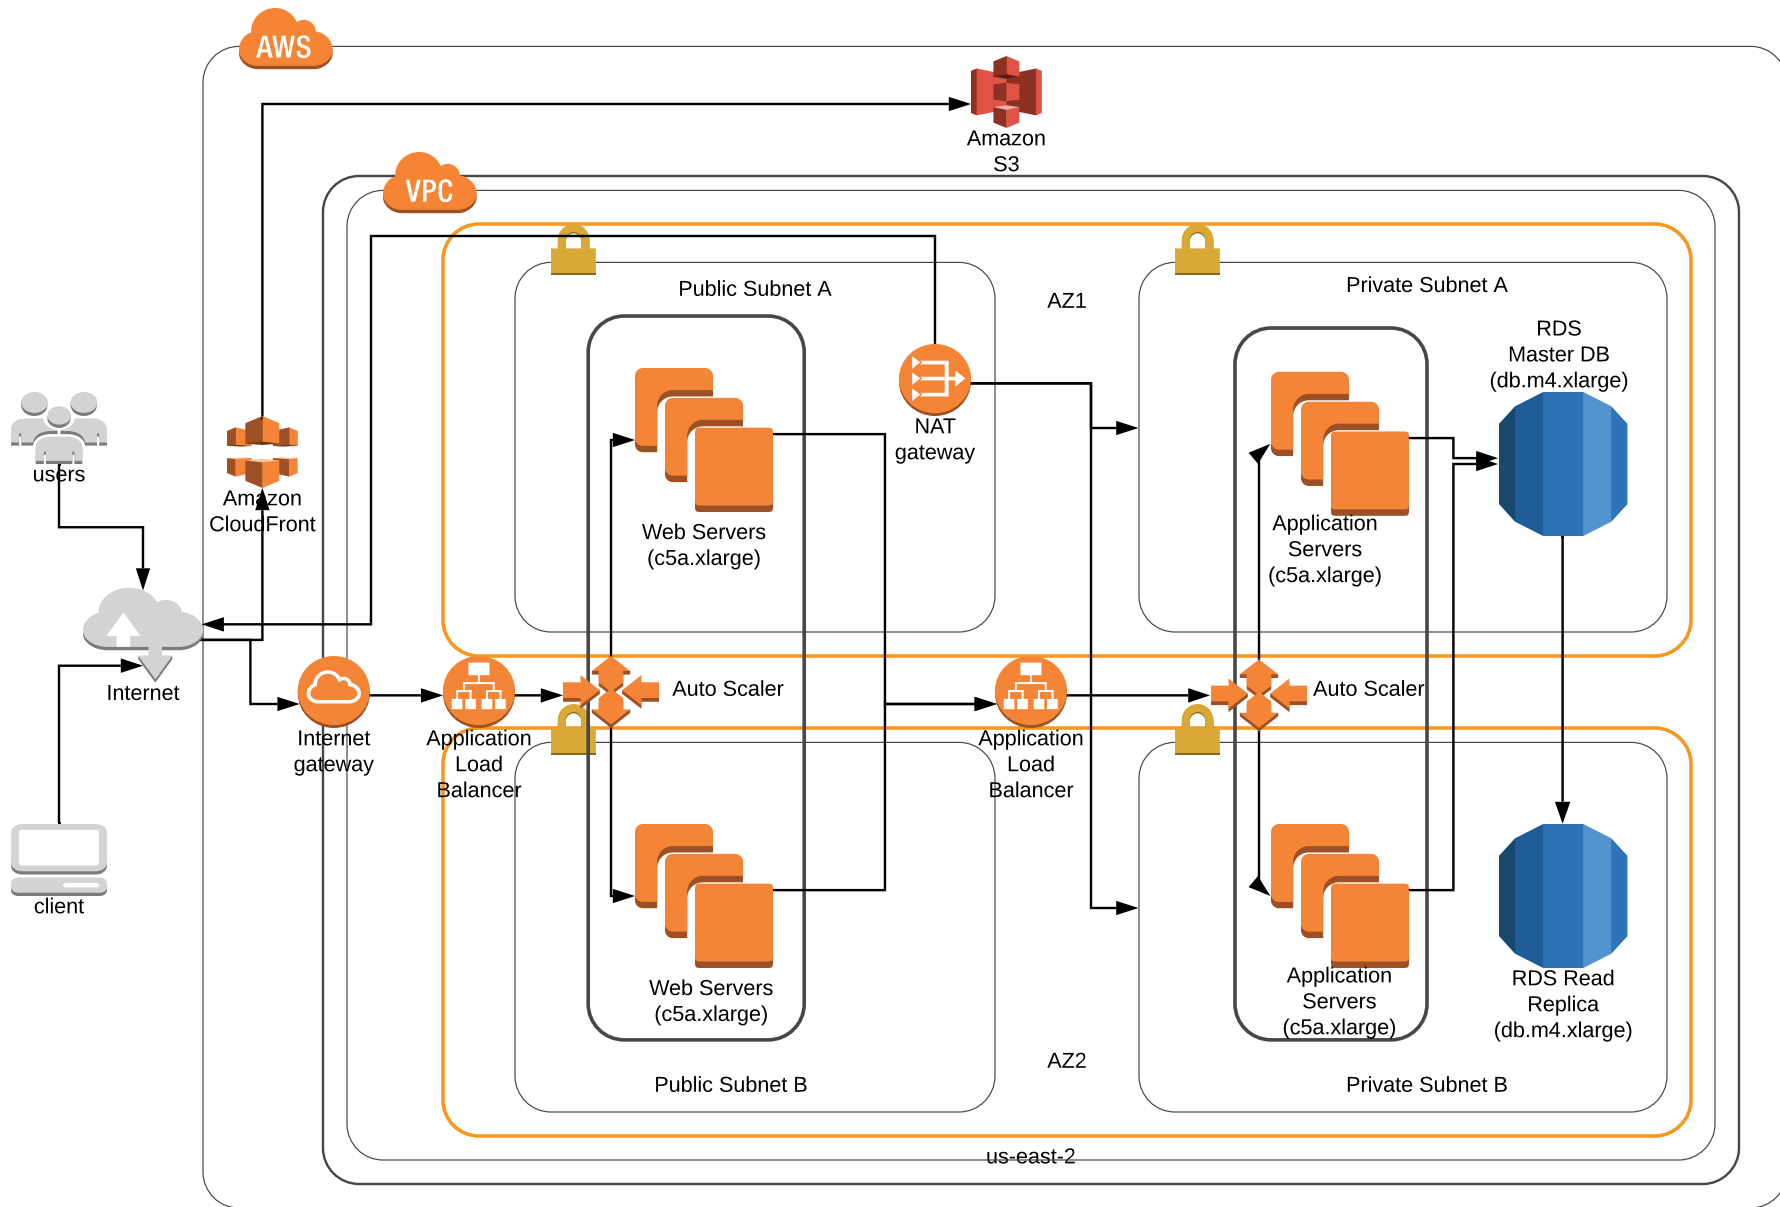 AWS
Amazon
S3
VPC
Public Subnet A
AZ1
Private Subnet A
RDS
Master DB
(db.m4.xlarge)
users
Amazon
CloudFront
NAT
gateway
Web Servers
(c5a.xlarge)
Application
Servers
(c5a.xlarge)
Internet
Auto Scaler
Auto Scaler
Internet
gateway
Application
Load
Balancer
Application
Load
Balancer
client
Web Servers
(c5a.xlarge)
Application
Servers
(c5a.xlarge)
RDS Read
Replica
(db.m4.xlarge)
AZ2
Public Subnet B
Private Subnet B
us-east-2